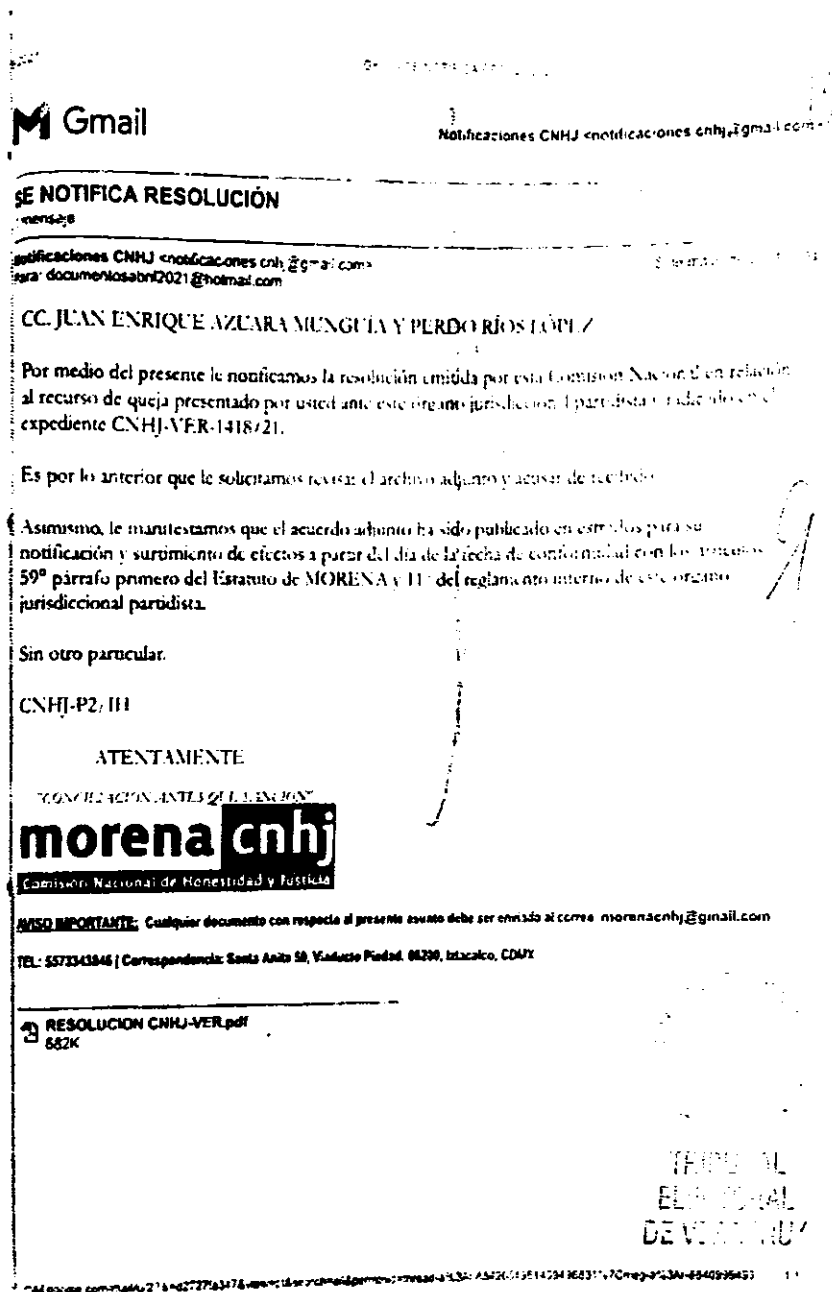 Gmail
Notificaciones CNHJ <notificaciones.cnhj@gmail.com>
SE NOTIFICA RESOLUCIÓN
mensaje
Notificaciones CNHJ <notificaciones.cnhj@gmail.com>
Para: documentosabril2021@hotmail.com
CC. JUAN ENRIQUE AZUARA MUNGUÍA Y PERDO RÍOS LÓPEZ
Por medio del presente le notificamos la resolución emitida por esta Comisión Nacional en relación
al recurso de queja presentado por usted ante este órgano jurisdiccional partidista radicado en el
expediente CNHJ-VER-1418/21.
Es por lo anterior que le solicitamos revisar el archivo adjunto y acusar de recibido
Asimismo, le manifestamos que el acuerdo adjunto ha sido publicado en estrados para su
notificación y surtimiento de efectos a partir del día de la fecha de conformidad con los artículos
59º párrafo primero del Estatuto de MORENA y 11 del reglamento interno de este órgano
jurisdiccional partidista.
Sin otro particular.
CNHJ-P2/
ATENTAMENTE
"CONCILIACION ANTES QUE SANCION"
morena cnhj
Comisión Nacional de Honestidad y Justicia
AVISO IMPORTANTE: Cualquier documento con respecto al presente asunto debe ser enviado al correo morenacnhj@gmail.com
TEL: 5573343846 | Correspondencia: Santa Anita 50, Viaducto Piedad, 08200, Iztacalco, CDMX
RESOLUCION CNHJ-VER.pdf
682K
TRIBUNAL
ELECTORAL
DE VERACRUZ